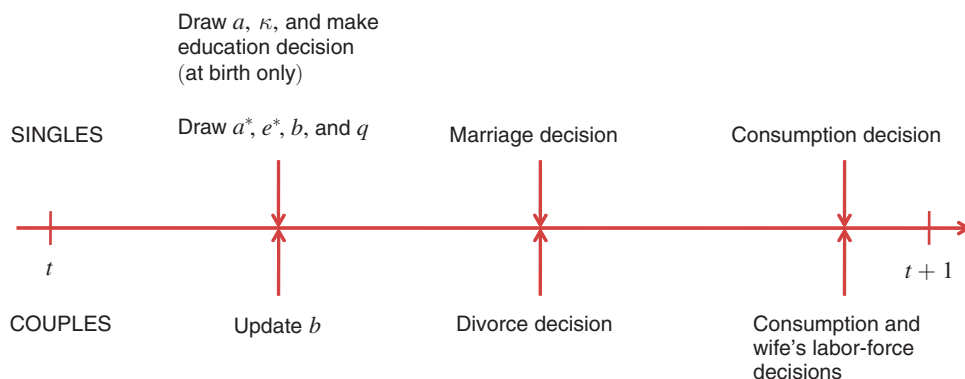 Draw a, κ, and make
education decision
(at birth only)
Draw a*, e*, b, and q
SINGLES
Marriage decision
Consumption decision
t
t + 1
COUPLES
Update b
Divorce decision
Consumption and
wife's labor-force
decisions